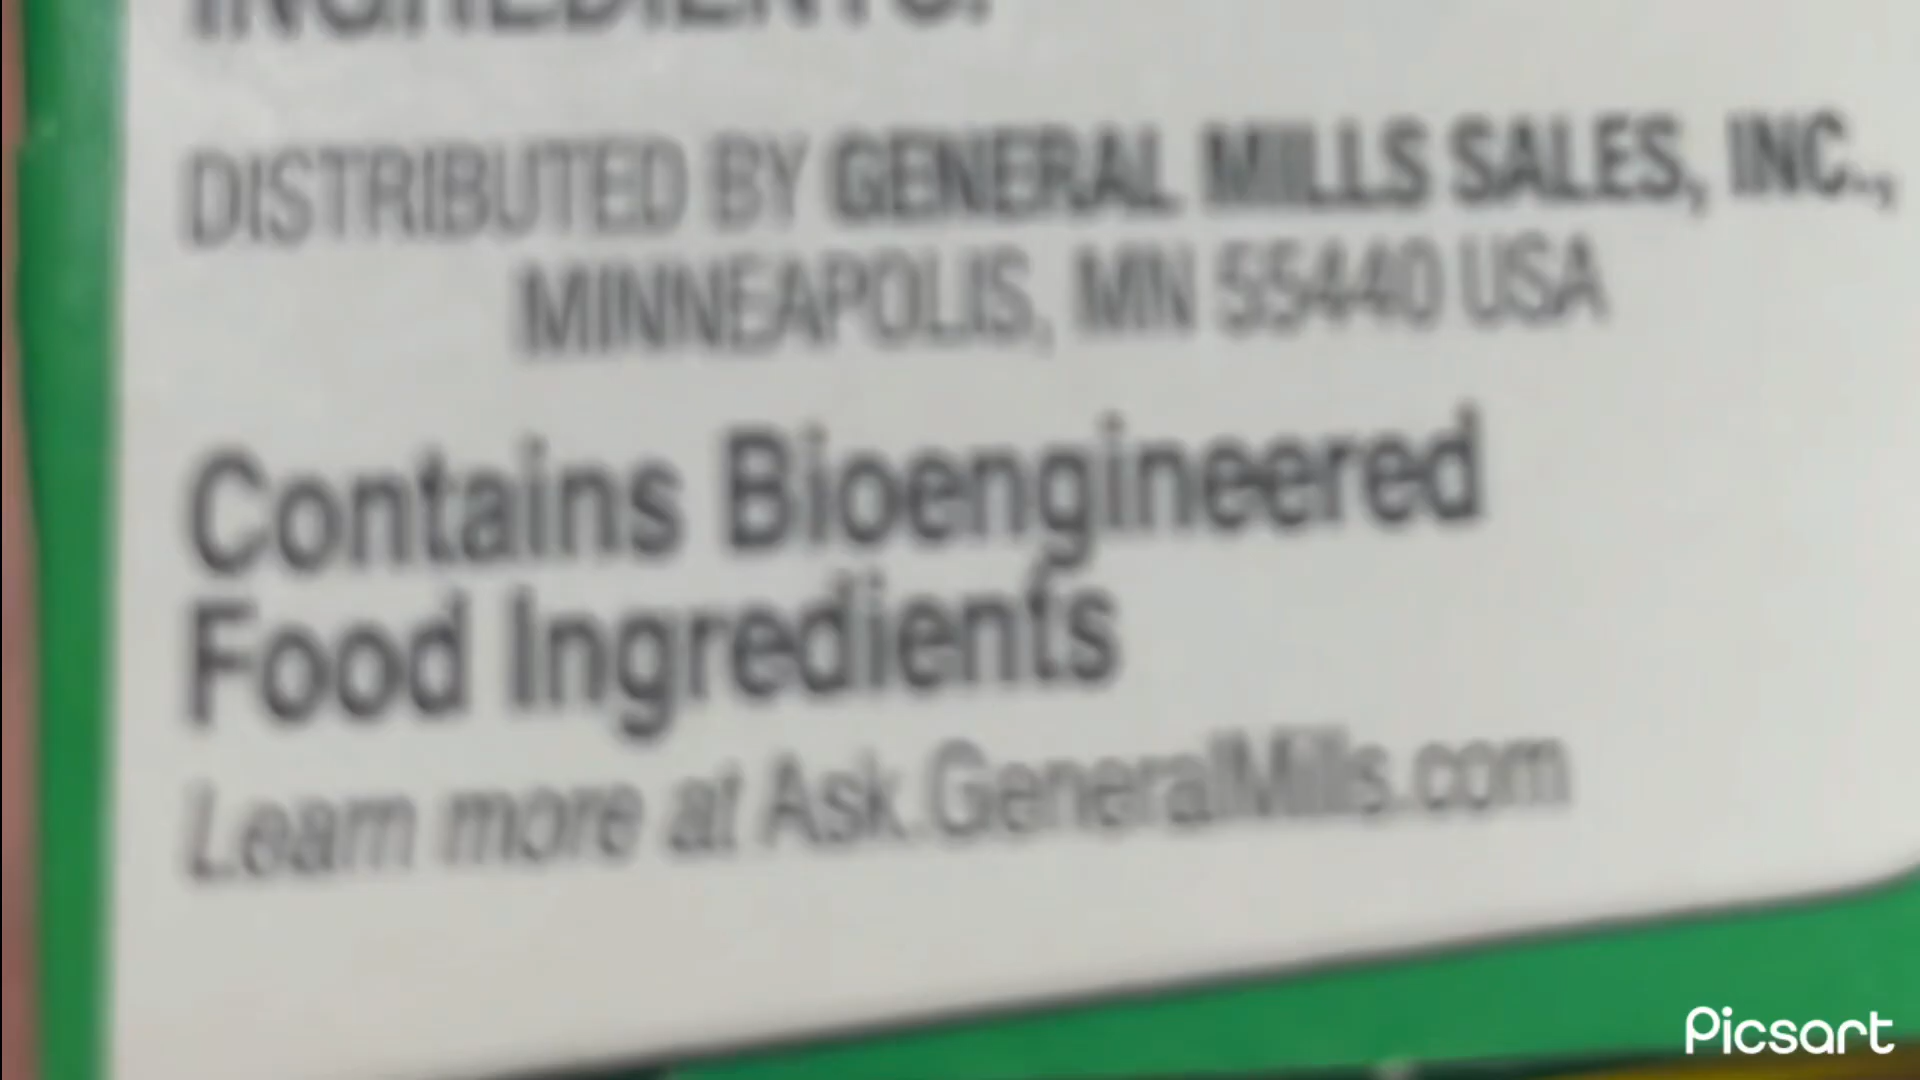 INGREDIENTS.
DISTRIBUTED BY GENERAL MILLS SALES, INC.,
MINNEAPOLIS, MN 55440 USA
Contains Bioengineered
Food Ingredients
Learn more at Ask.GeneralMills.com
Picsart